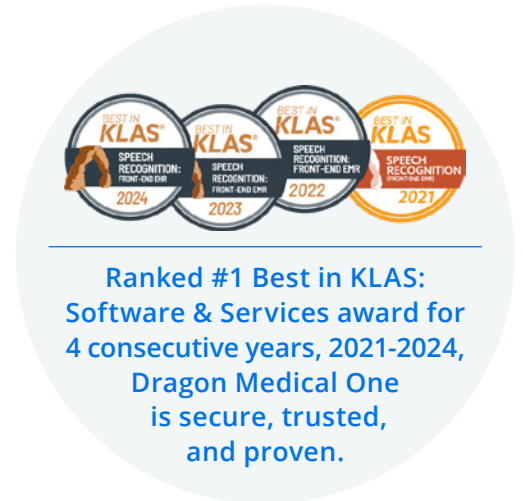 BEST IN
KLAS®
SPEECH
RECOGNITION:
FRONT-END EMR
2024
BEST IN
KLAS®
SPEECH
RECOGNITION:
FRONT-END EMR
2023
BEST IN
KLAS®
SPEECH
RECOGNITION:
FRONT-END EMR
2022
BEST IN
KLAS
SPEECH
RECOGNITION
(FRONT-END EMR)
2021
Ranked #1 Best in KLAS:
Software & Services award for
4 consecutive years, 2021-2024,
Dragon Medical One
is secure, trusted,
and proven.